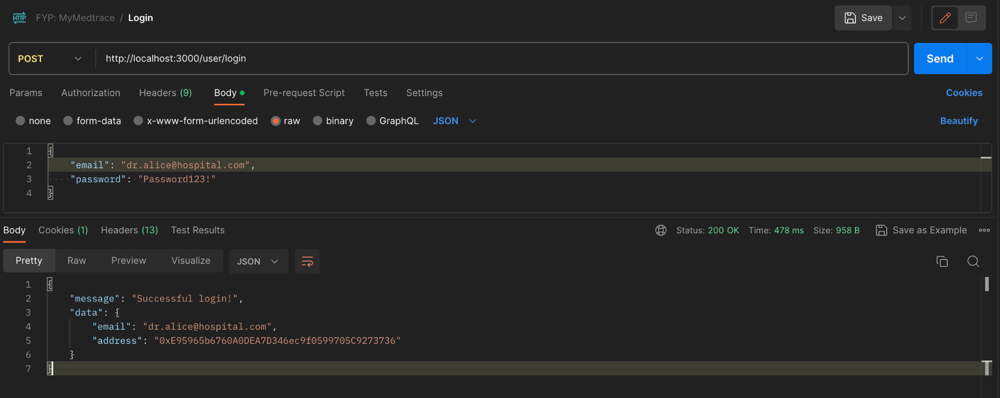 HTTP FYP: MyMedtrace / Login Save
POST http://localhost:3000/user/login Send
Params Authorization Headers (9) Body Pre-request Script Tests Settings Cookies
none form-data x-www-form-urlencoded raw binary GraphQL JSON Beautify
1 {
2 "email": "dr.alice@hospital.com",
3 "password": "Password123!"
4 }
Body Cookies (1) Headers (13) Test Results Status: 200 OK Time: 478 ms Size: 958 B Save as Example
Pretty Raw Preview Visualize JSON
1 {
2 "message": "Successful login!",
3 "data": {
4 "email": "dr.alice@hospital.com",
5 "address": "0xE95965b6760A0DEA7D346ec9f0599705C9273736"
6 }
7 }